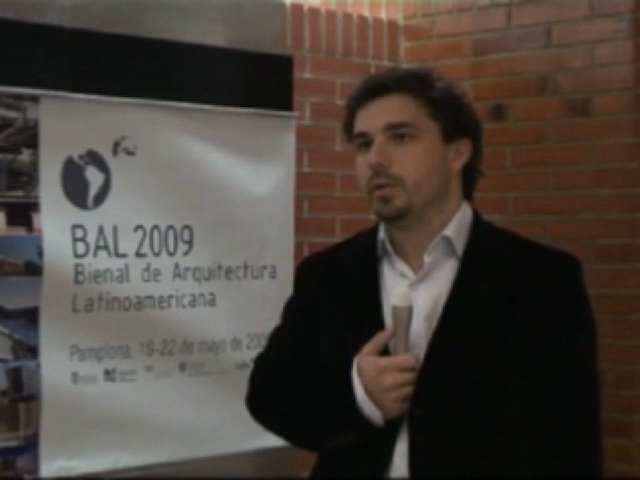 BAL 2009
Bienal de Arquitectura
Latinoamericana
Pamplona, 19-22 de mayo de